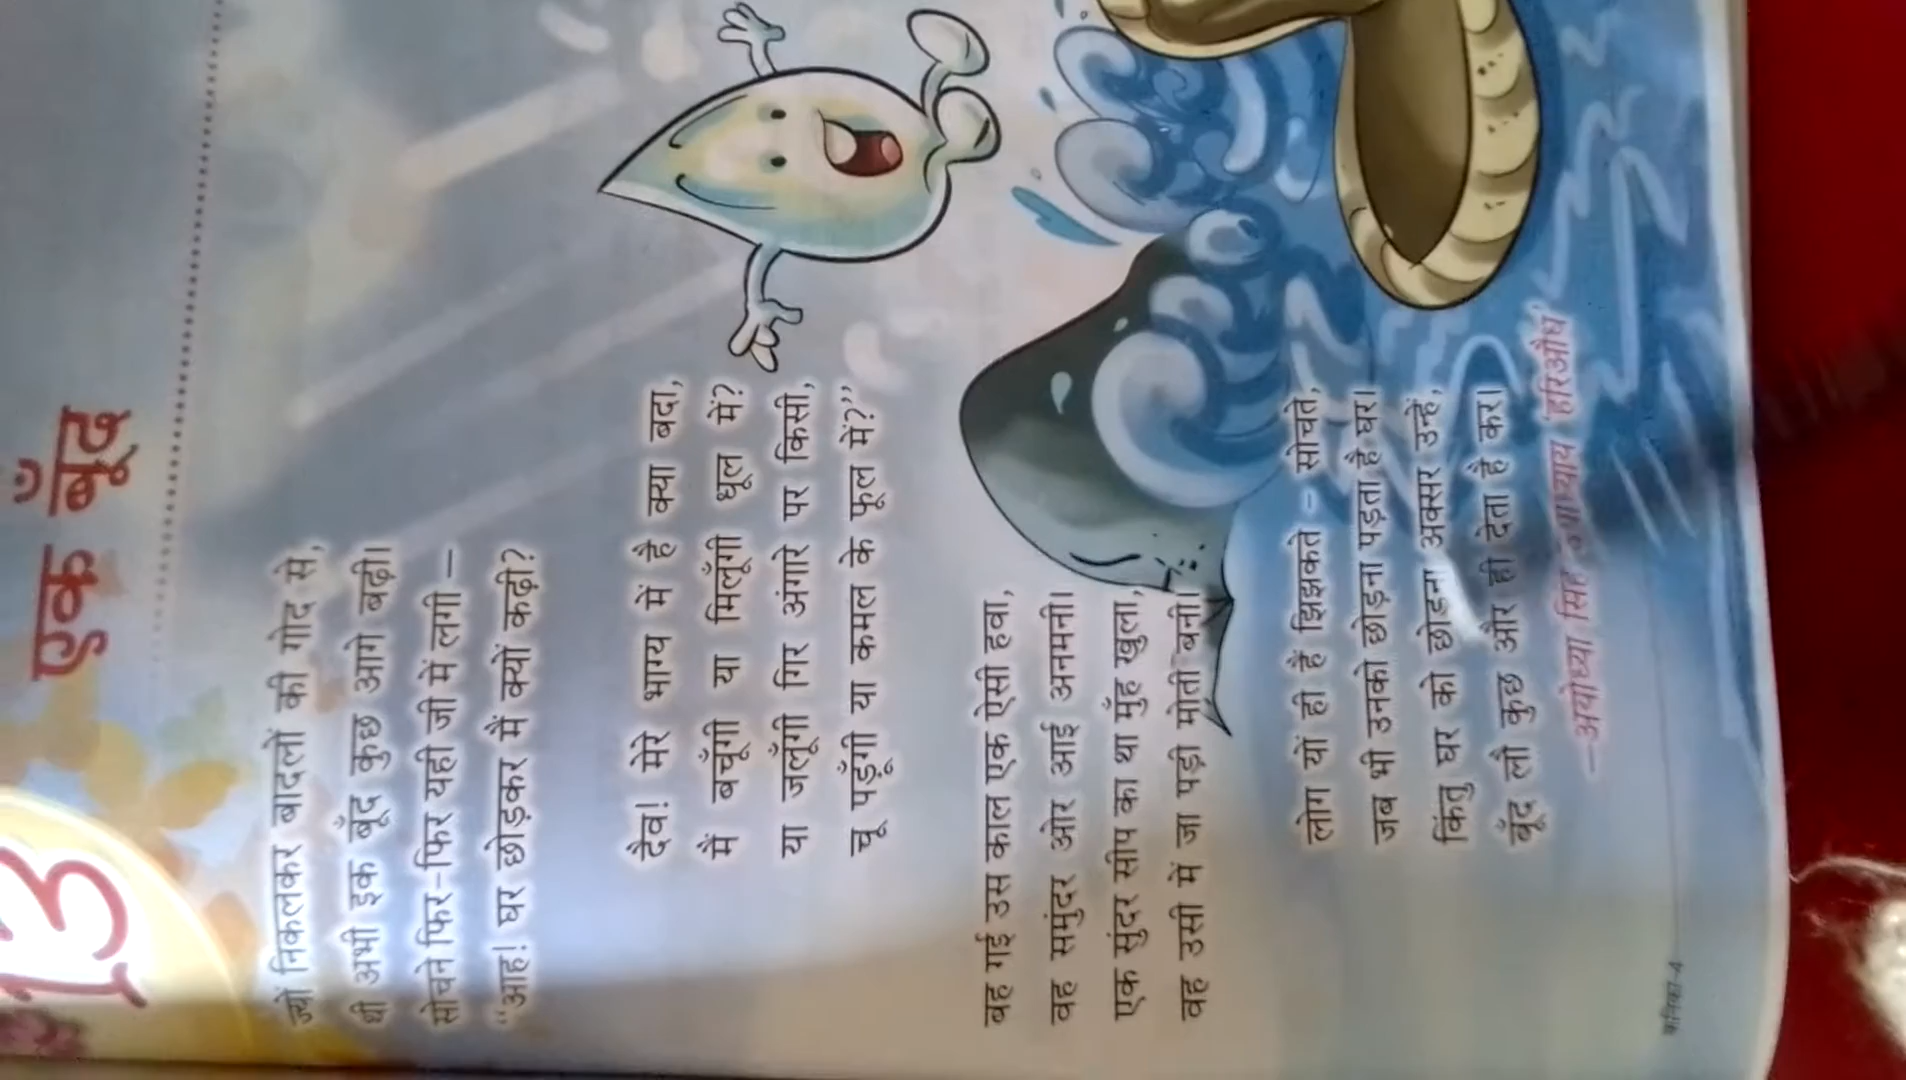 13
एक बूँद
ज्यों निकलकर बादलों की गोद से,
थी अभी इक बूँद कुछ आगे बढ़ी।
सोचने फिर-फिर यही जी में लगी –
“आह! घर छोड़कर मैं क्यों कढ़ी?
दैव! मेरे भाग्य में है क्या बदा,
मैं बचूँगी या मिलूँगी धूल में?
या जलूँगी गिर अंगारे पर किसी,
चू पड़ूँगी या कमल के फूल में?”
बह गई उस काल एक ऐसी हवा,
वह समुंदर ओर आई अनमनी।
एक सुंदर सीप का था मुँह खुला,
वह उसी में जा पड़ी मोती बनी।
लोग यों ही हैं झिझकते - सोचते,
जब भी उनको छोड़ना पड़ता है घर।
किंतु घर को छोड़ना अक्सर उन्हें,
बूँद लौं कुछ और ही देता है कर।
–अयोध्या सिंह उपाध्याय 'हरिऔध'